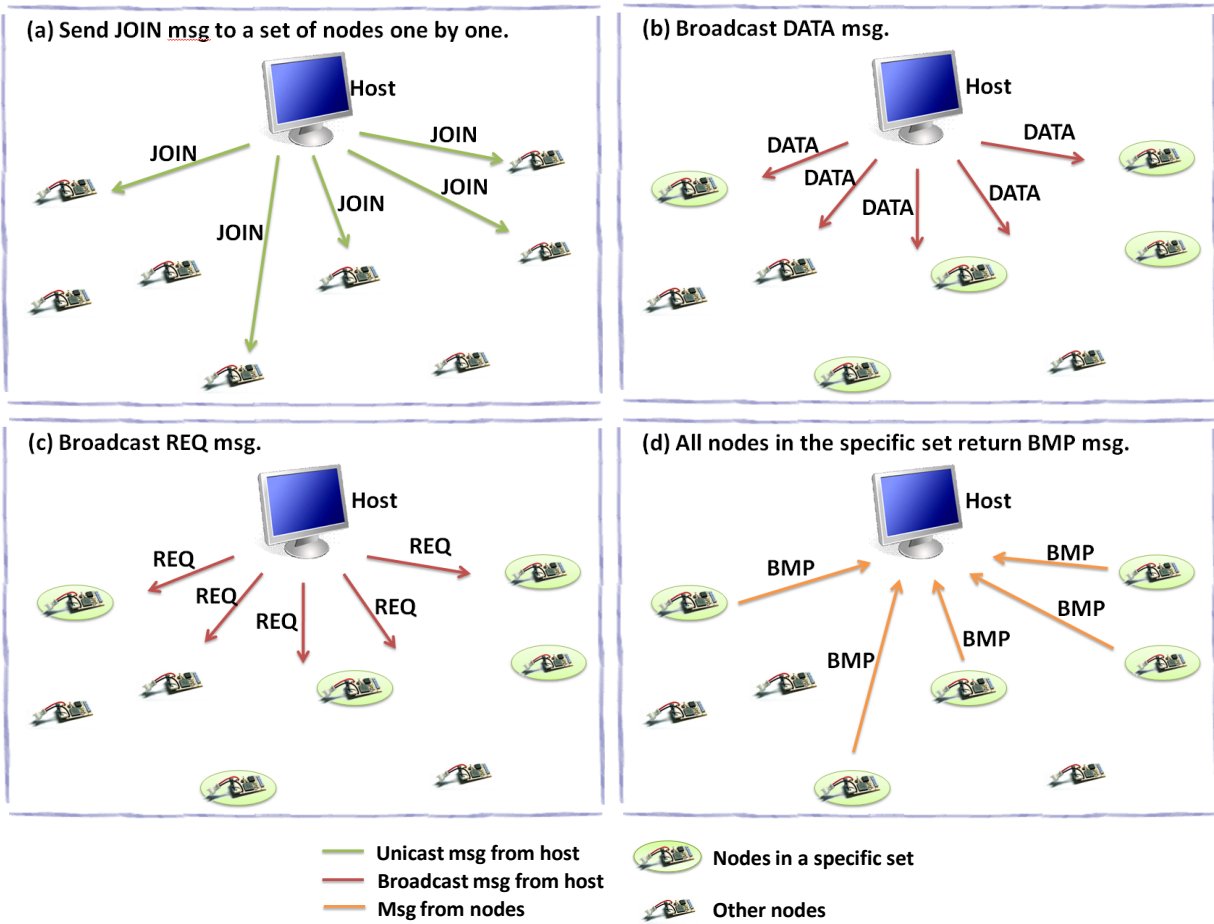 (a) Send JOIN msg to a set of nodes one by one.
Host
JOIN
JOIN
JOIN
JOIN
JOIN
(b) Broadcast DATA msg.
Host
DATA
DATA
DATA
DATA
DATA
(c) Broadcast REQ msg.
Host
REQ
REQ
REQ
REQ
REQ
(d) All nodes in the specific set return BMP msg.
Host
BMP
BMP
BMP
BMP
BMP
Unicast msg from host
Broadcast msg from host
Msg from nodes
Nodes in a specific set
Other nodes